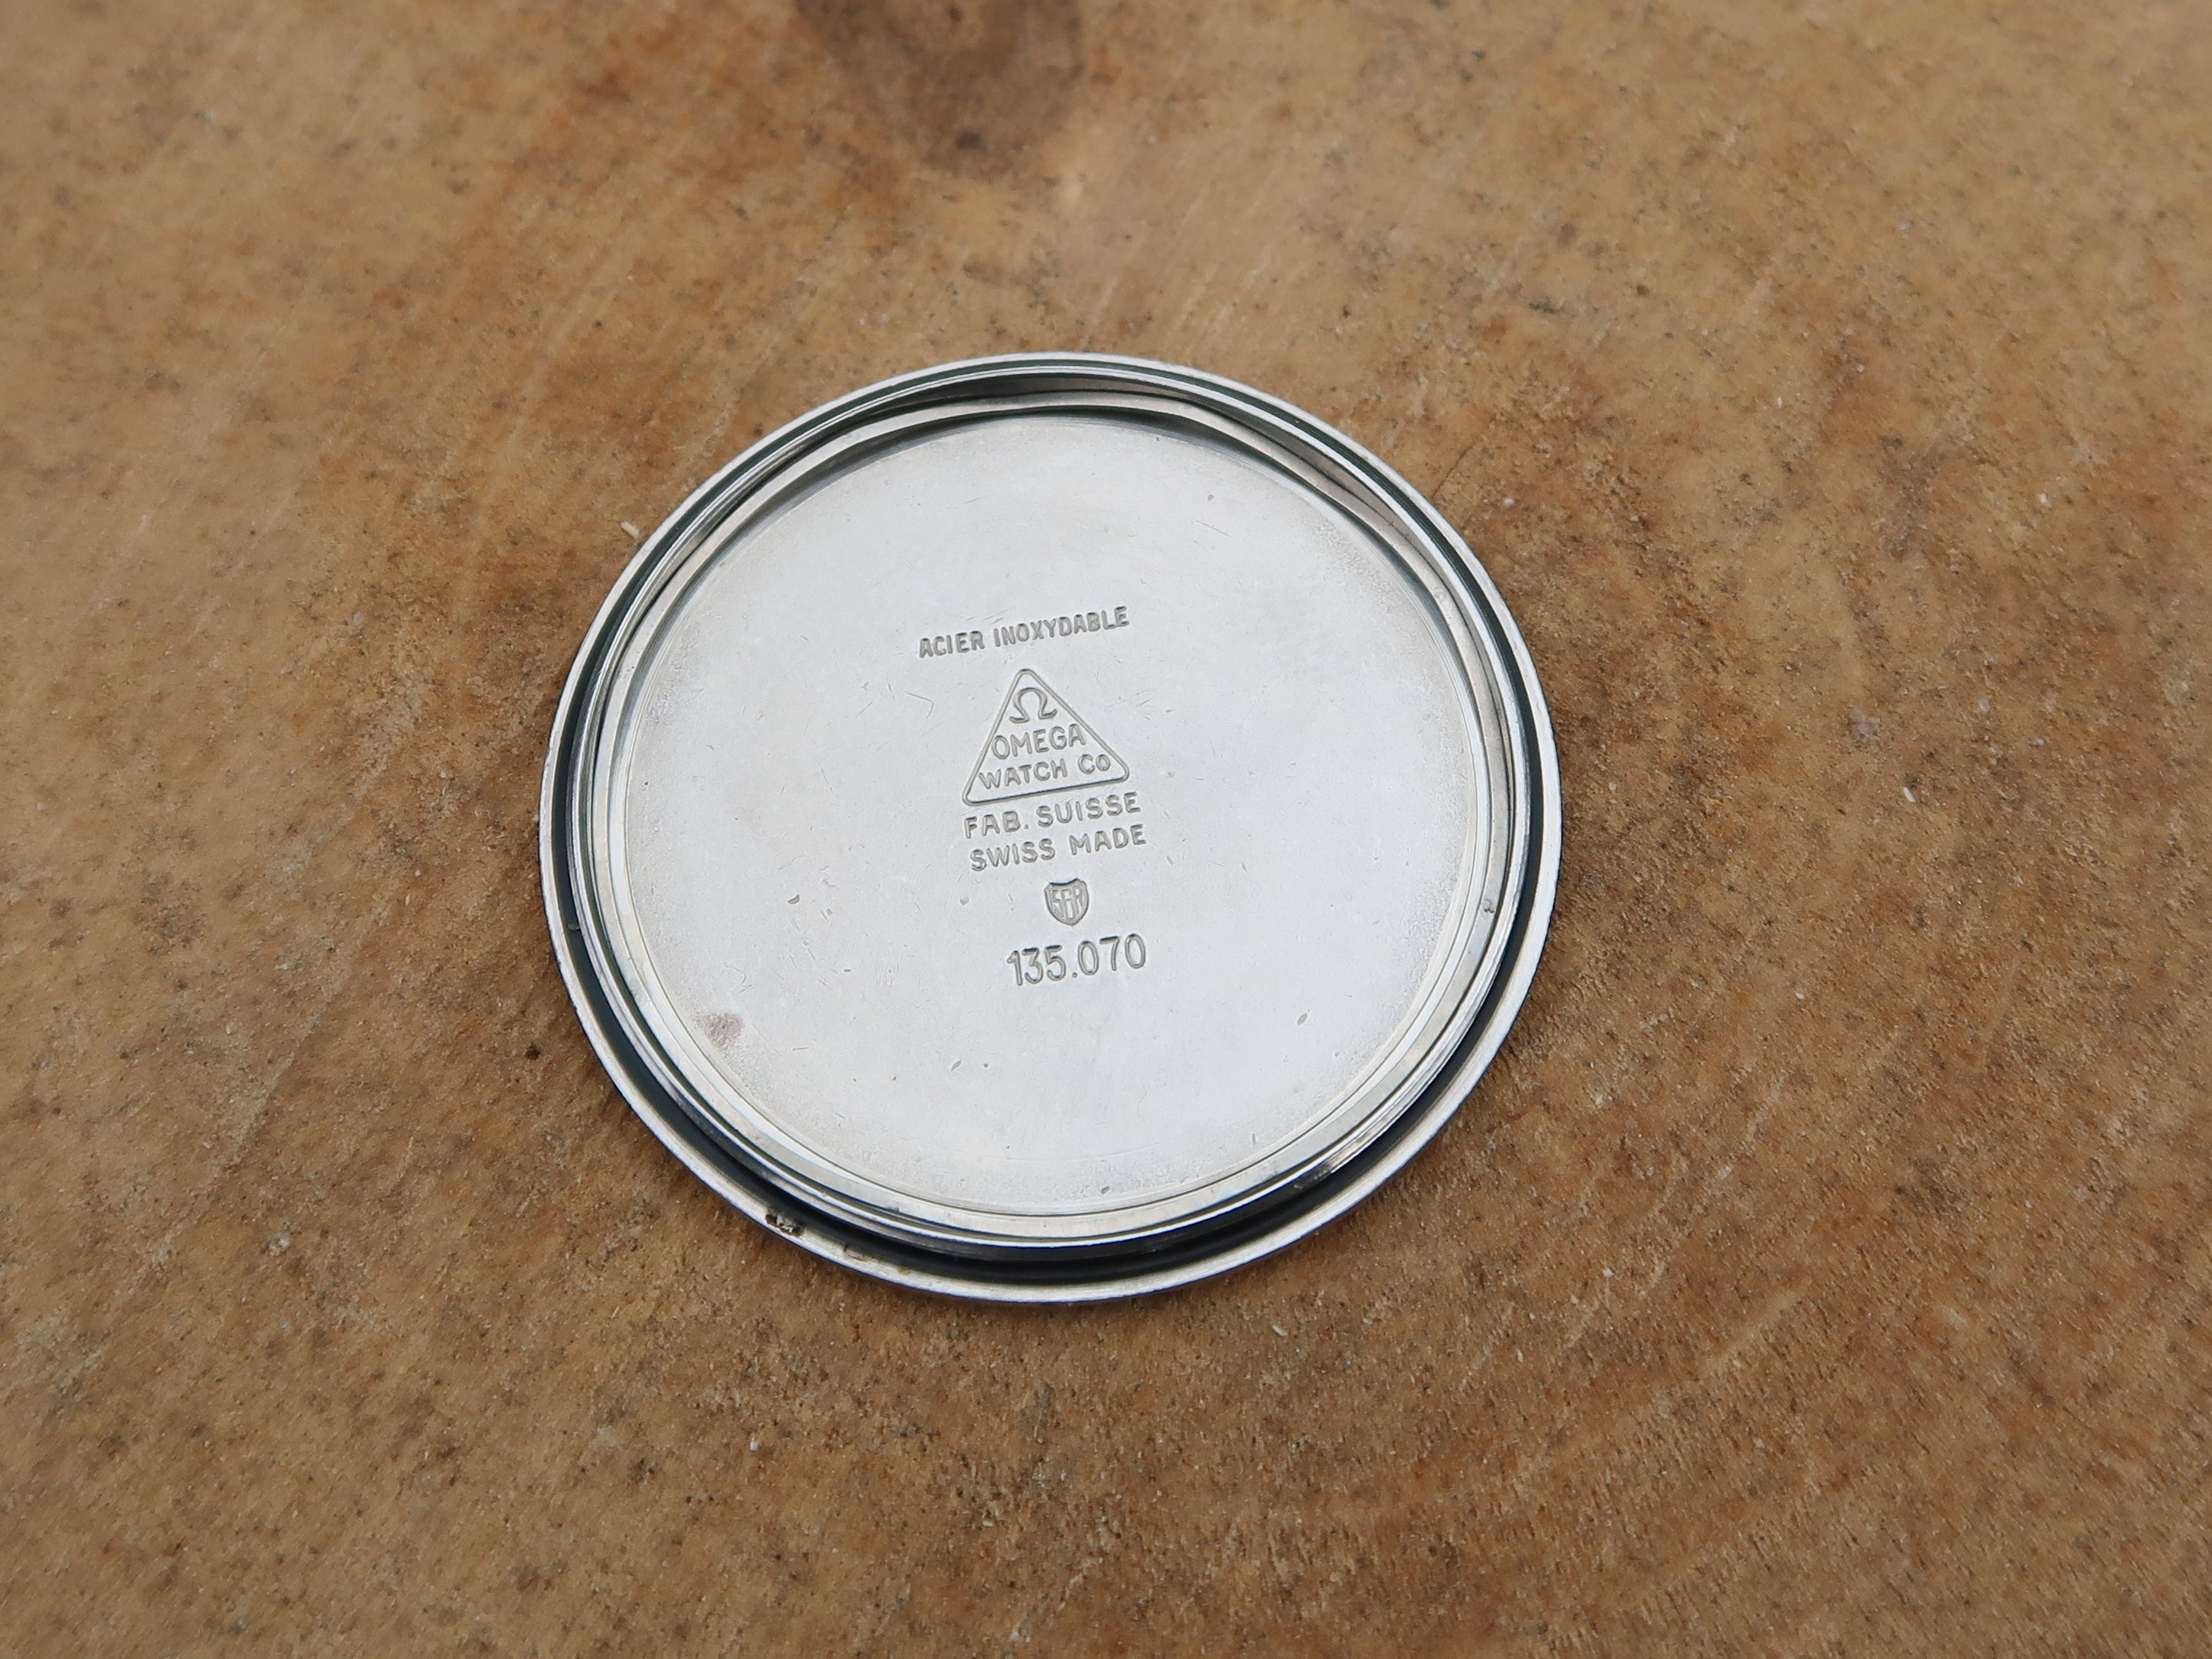 ACIER INOXYDABLE
Ω
OMEGA
WATCH Co
FAB. SUISSE
SWISS MADE
135.070